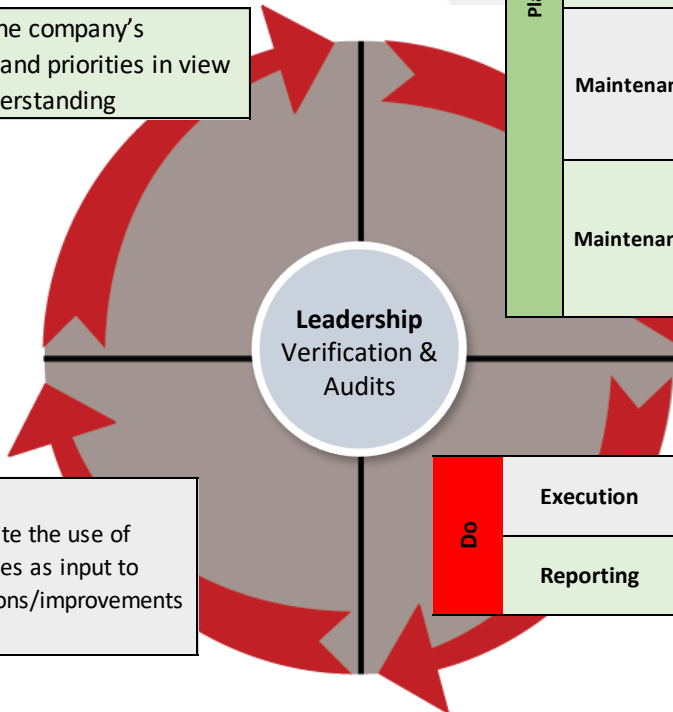 he company's
and priorities in view
erstanding
Pla
Maintenar
Maintenar
Leadership
Verification &
Audits
te the use of
es as input to
ons/improvements
Do
Execution
Reporting